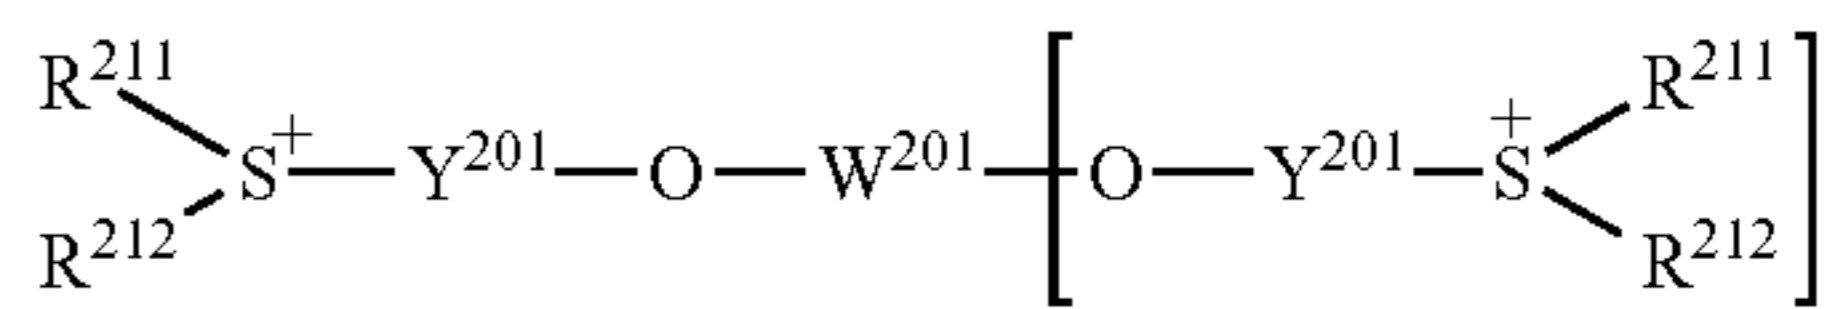 R²¹¹ R²¹¹
S⁺—Y²⁰¹—O—W²⁰¹—[O—Y²⁰¹—S⁺]
R²¹² R²¹²